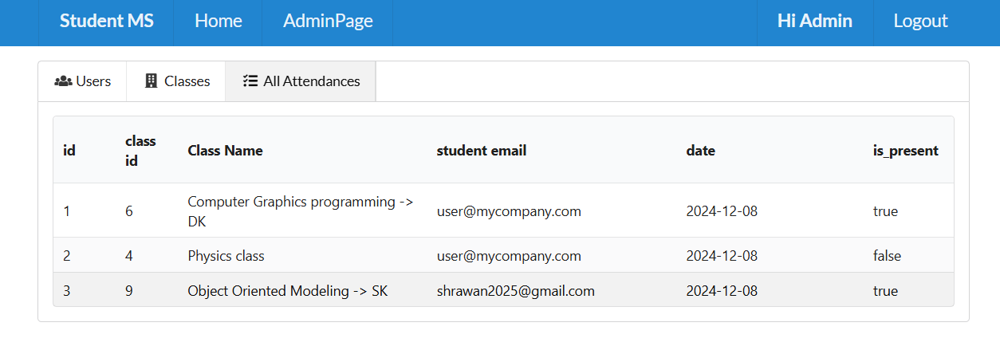 Student MS Home AdminPage Hi Admin Logout
Users Classes All Attendances
id class id Class Name student email date is_present
1 6 Computer Graphics programming -> DK user@mycompany.com 2024-12-08 true
2 4 Physics class user@mycompany.com 2024-12-08 false
3 9 Object Oriented Modeling -> SK shrawan2025@gmail.com 2024-12-08 true